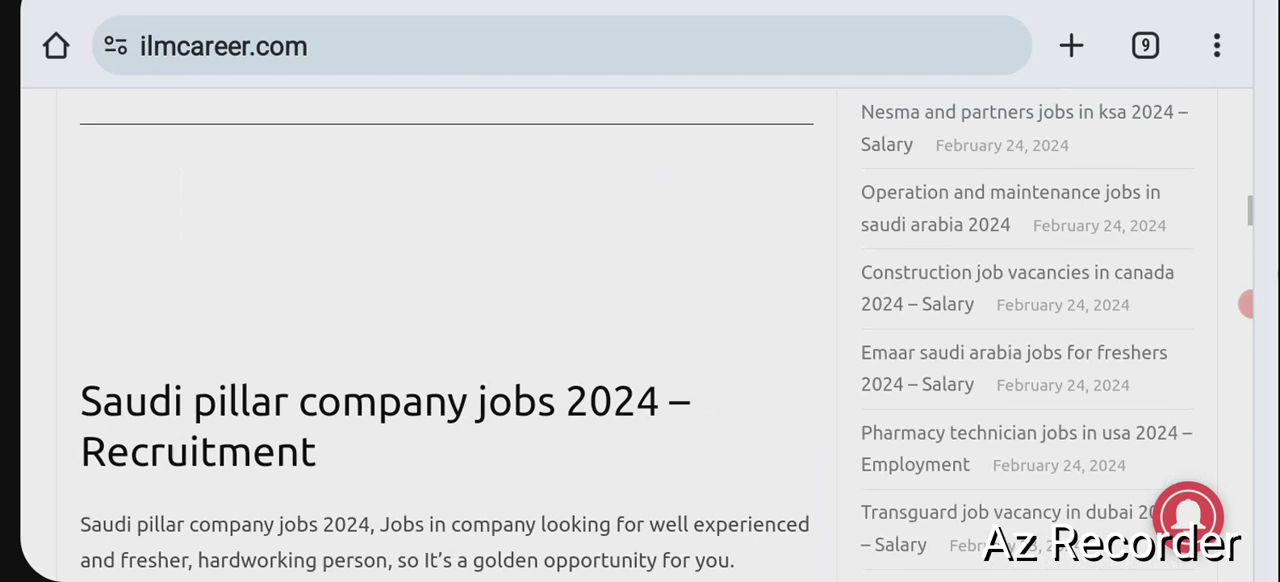 ilmcareer.com
9
Saudi pillar company jobs 2024 –
Recruitment
Saudi pillar company jobs 2024, Jobs in company looking for well experienced
and fresher, hardworking person, so It’s a golden opportunity for you.
Nesma and partners jobs in ksa 2024 –
Salary February 24, 2024
Operation and maintenance jobs in
saudi arabia 2024 February 24, 2024
Construction job vacancies in canada
2024 – Salary February 24, 2024
Emaar saudi arabia jobs for freshers
2024 – Salary February 24, 2024
Pharmacy technician jobs in usa 2024 –
Employment February 24, 2024
Transguard job vacancy in dubai
– Salary
Az Recorder